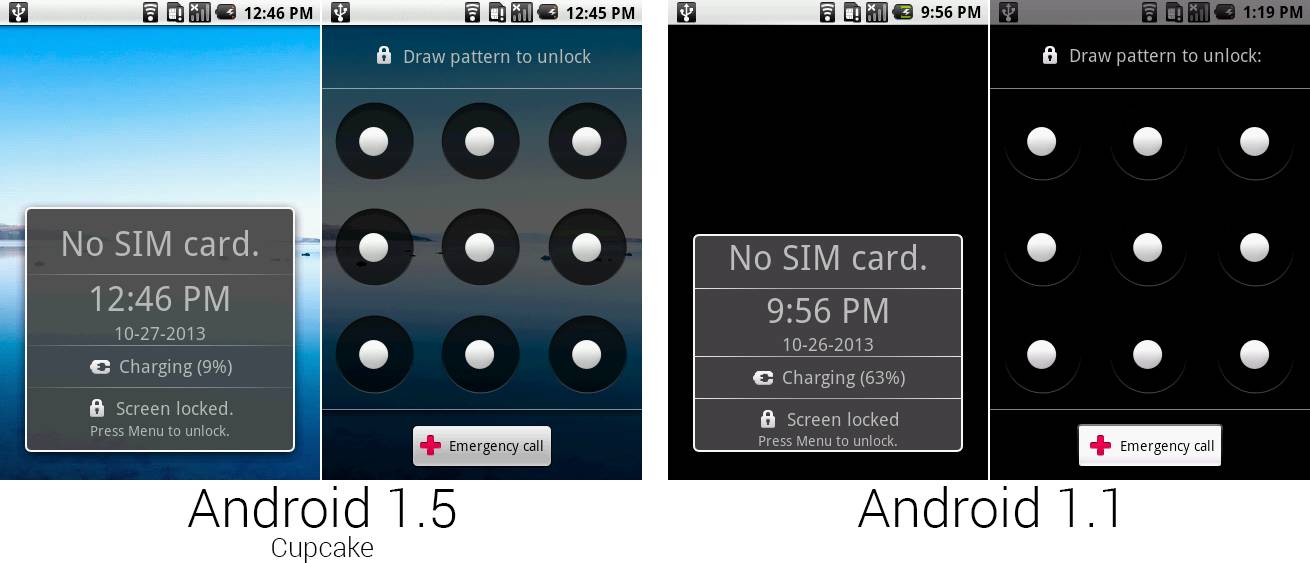 12:46 PM
No SIM card.
12:46 PM
10-27-2013
Charging (9%)
Screen locked.
Press Menu to unlock.
12:45 PM
Draw pattern to unlock
Emergency call
Android 1.5
Cupcake
9:56 PM
No SIM card.
9:56 PM
10-26-2013
Charging (63%)
Screen locked
Press Menu to unlock.
1:19 PM
Draw pattern to unlock:
Emergency call
Android 1.1